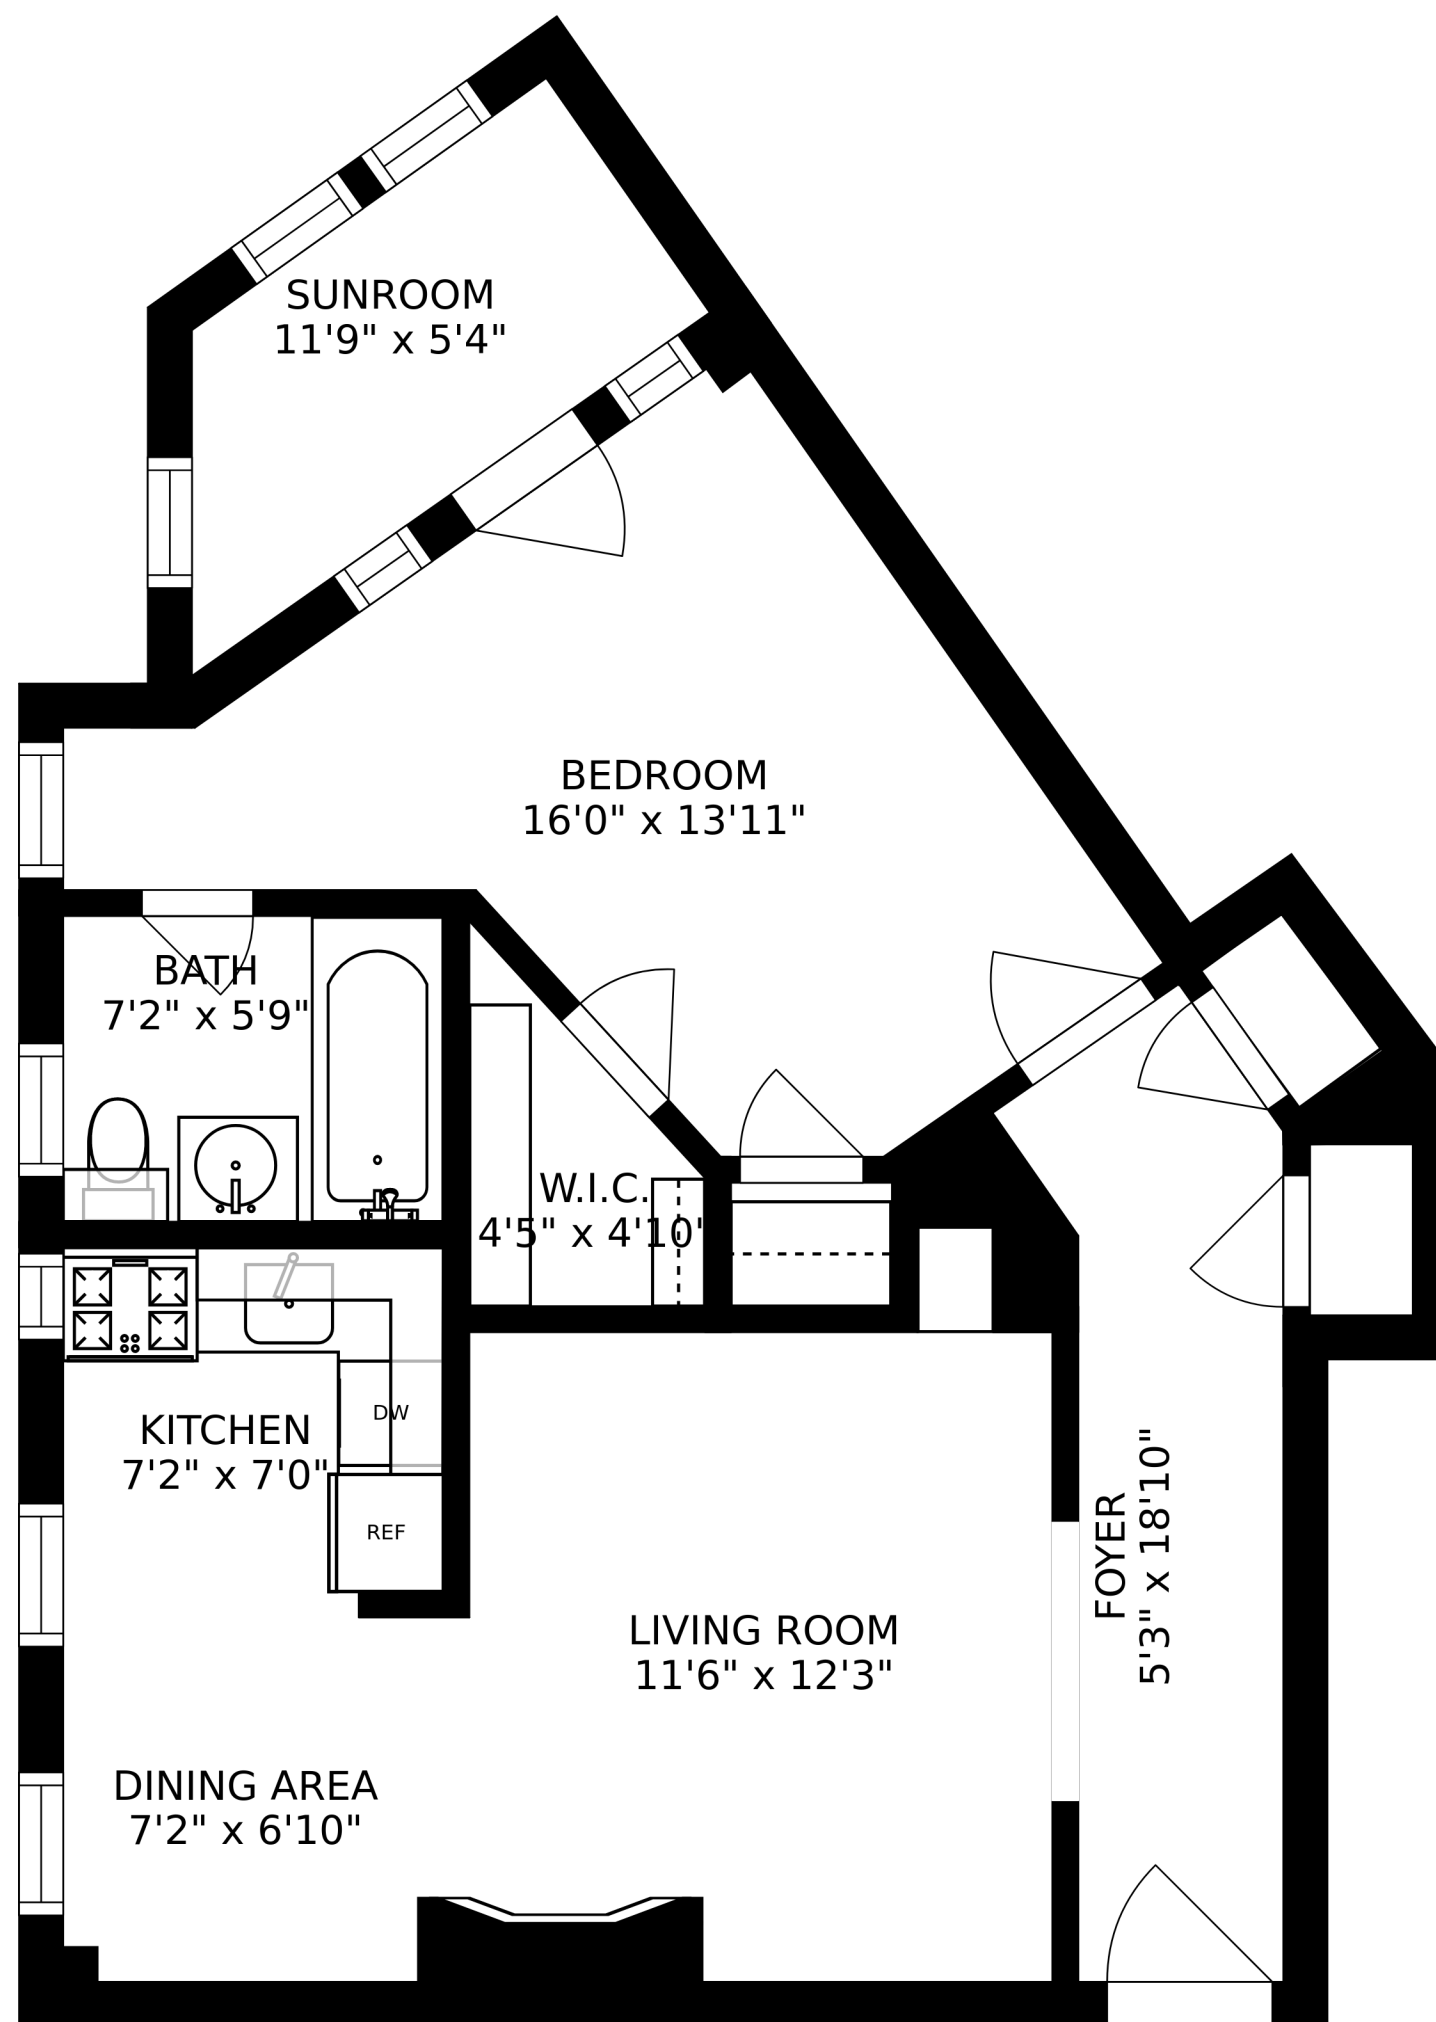 SUNROOM
11'9" x 5'4"
BEDROOM
16'0" x 13'11"
BATH
7'2" x 5'9"
W.I.C.
4'5" x 4'10"
KITCHEN
7'2" x 7'0"
DW
REF
FOYER
5'3" x 18'10"
LIVING ROOM
11'6" x 12'3"
DINING AREA
7'2" x 6'10"